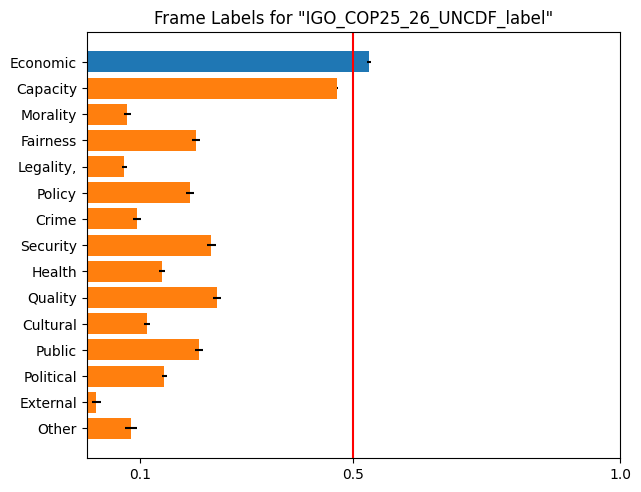 Frame Labels for "IGO_COP25_26_UNCDF_label"
Economic
Capacity
Morality
Fairness
Legality,
Policy
Crime
Security
Health
Quality
Cultural
Public
Political
External
Other
0.1 0.5 1.0